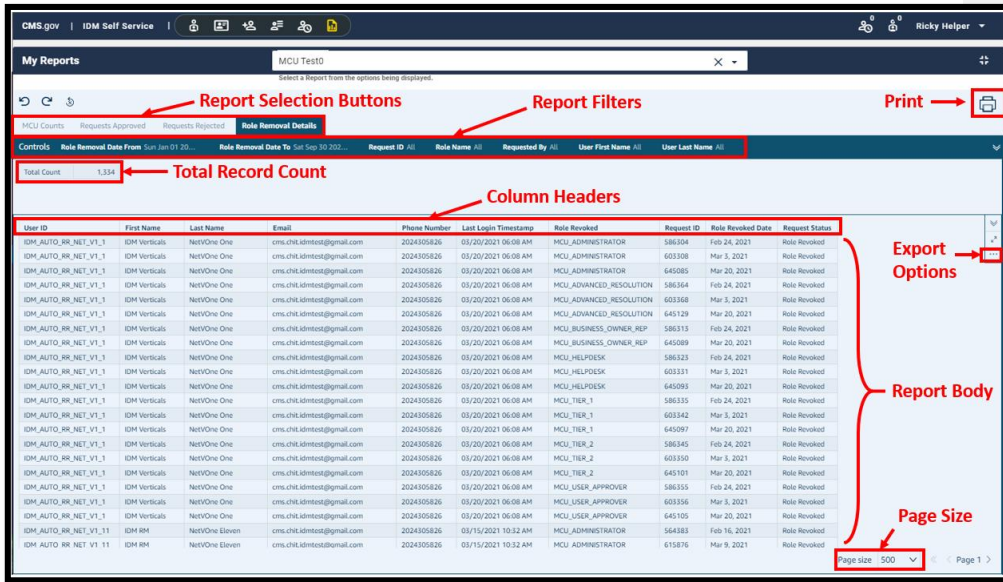 CMS.gov | IDM Self Service | 0 0 Ricky Helper
My Reports MCU Test0
Select a Report from the options being displayed.
Report Selection Buttons Report Filters Print
MCU Counts Requests Approved Requests Rejected Role Removal Details
Controls Role Removal Date From Sun Jan 01 20... Role Removal Date To Sat Sep 30 202... Request ID All Role Name All Requested By All User First Name All User Last Name All
Total Count 1,334 Total Record Count
Column Headers
User ID First Name Last Name Email Phone Number Last Login Timestamp Role Revoked Request ID Role Revoked Date Request Status
IDM_AUTO_RR_NET_V1_1 IDM Verticals NetVOne One cms.chit.idmtest@gmail.com 2024305826 03/20/2021 06:08 AM MCU_ADMINISTRATOR 586304 Feb 24, 2021 Role Revoked
IDM_AUTO_RR_NET_V1_1 IDM Verticals NetVOne One cms.chit.idmtest@gmail.com 2024305826 03/20/2021 06:08 AM MCU_ADMINISTRATOR 603308 Mar 3, 2021 Role Revoked
IDM_AUTO_RR_NET_V1_1 IDM Verticals NetVOne One cms.chit.idmtest@gmail.com 2024305826 03/20/2021 06:08 AM MCU_ADMINISTRATOR 645085 Mar 20, 2021 Role Revoked
IDM_AUTO_RR_NET_V1_1 IDM Verticals NetVOne One cms.chit.idmtest@gmail.com 2024305826 03/20/2021 06:08 AM MCU_ADVANCED_RESOLUTION 586364 Feb 24, 2021 Role Revoked
IDM_AUTO_RR_NET_V1_1 IDM Verticals NetVOne One cms.chit.idmtest@gmail.com 2024305826 03/20/2021 06:08 AM MCU_ADVANCED_RESOLUTION 603368 Mar 3, 2021 Role Revoked
IDM_AUTO_RR_NET_V1_1 IDM Verticals NetVOne One cms.chit.idmtest@gmail.com 2024305826 03/20/2021 06:08 AM MCU_ADVANCED_RESOLUTION 645129 Mar 20, 2021 Role Revoked
IDM_AUTO_RR_NET_V1_1 IDM Verticals NetVOne One cms.chit.idmtest@gmail.com 2024305826 03/20/2021 06:08 AM MCU_BUSINESS_OWNER_REP 586313 Feb 24, 2021 Role Revoked
IDM_AUTO_RR_NET_V1_1 IDM Verticals NetVOne One cms.chit.idmtest@gmail.com 2024305826 03/20/2021 06:08 AM MCU_BUSINESS_OWNER_REP 645089 Mar 20, 2021 Role Revoked
IDM_AUTO_RR_NET_V1_1 IDM Verticals NetVOne One cms.chit.idmtest@gmail.com 2024305826 03/20/2021 06:08 AM MCU_HELPDESK 586323 Feb 24, 2021 Role Revoked
IDM_AUTO_RR_NET_V1_1 IDM Verticals NetVOne One cms.chit.idmtest@gmail.com 2024305826 03/20/2021 06:08 AM MCU_HELPDESK 603331 Mar 3, 2021 Role Revoked
IDM_AUTO_RR_NET_V1_1 IDM Verticals NetVOne One cms.chit.idmtest@gmail.com 2024305826 03/20/2021 06:08 AM MCU_HELPDESK 645093 Mar 20, 2021 Role Revoked
IDM_AUTO_RR_NET_V1_1 IDM Verticals NetVOne One cms.chit.idmtest@gmail.com 2024305826 03/20/2021 06:08 AM MCU_TIER_1 586335 Feb 24, 2021 Role Revoked
IDM_AUTO_RR_NET_V1_1 IDM Verticals NetVOne One cms.chit.idmtest@gmail.com 2024305826 03/20/2021 06:08 AM MCU_TIER_1 603342 Mar 3, 2021 Role Revoked
IDM_AUTO_RR_NET_V1_1 IDM Verticals NetVOne One cms.chit.idmtest@gmail.com 2024305826 03/20/2021 06:08 AM MCU_TIER_1 645097 Mar 20, 2021 Role Revoked
IDM_AUTO_RR_NET_V1_1 IDM Verticals NetVOne One cms.chit.idmtest@gmail.com 2024305826 03/20/2021 06:08 AM MCU_TIER_2 586345 Feb 24, 2021 Role Revoked
IDM_AUTO_RR_NET_V1_1 IDM Verticals NetVOne One cms.chit.idmtest@gmail.com 2024305826 03/20/2021 06:08 AM MCU_TIER_2 603350 Mar 3, 2021 Role Revoked
IDM_AUTO_RR_NET_V1_1 IDM Verticals NetVOne One cms.chit.idmtest@gmail.com 2024305826 03/20/2021 06:08 AM MCU_TIER_2 645101 Mar 20, 2021 Role Revoked
IDM_AUTO_RR_NET_V1_1 IDM Verticals NetVOne One cms.chit.idmtest@gmail.com 2024305826 03/20/2021 06:08 AM MCU_USER_APPROVER 586355 Feb 24, 2021 Role Revoked
IDM_AUTO_RR_NET_V1_1 IDM Verticals NetVOne One cms.chit.idmtest@gmail.com 2024305826 03/20/2021 06:08 AM MCU_USER_APPROVER 603356 Mar 3, 2021 Role Revoked
IDM_AUTO_RR_NET_V1_1 IDM Verticals NetVOne One cms.chit.idmtest@gmail.com 2024305826 03/20/2021 06:08 AM MCU_USER_APPROVER 645105 Mar 20, 2021 Role Revoked
IDM_AUTO_RR_NET_V1_11 IDM RM NetVOne Eleven cms.chit.idmtest@gmail.com 2024305826 03/15/2021 10:32 AM MCU_ADMINISTRATOR 564383 Feb 16, 2021 Role Revoked
IDM_AUTO_RR_NET_V1_11 IDM RM NetVOne Eleven cms.chit.idmtest@gmail.com 2024305826 03/15/2021 10:32 AM MCU_ADMINISTRATOR 615876 Mar 9, 2021 Role Revoked
Export
Options
Report Body
Page Size
Page size 500 Page 1